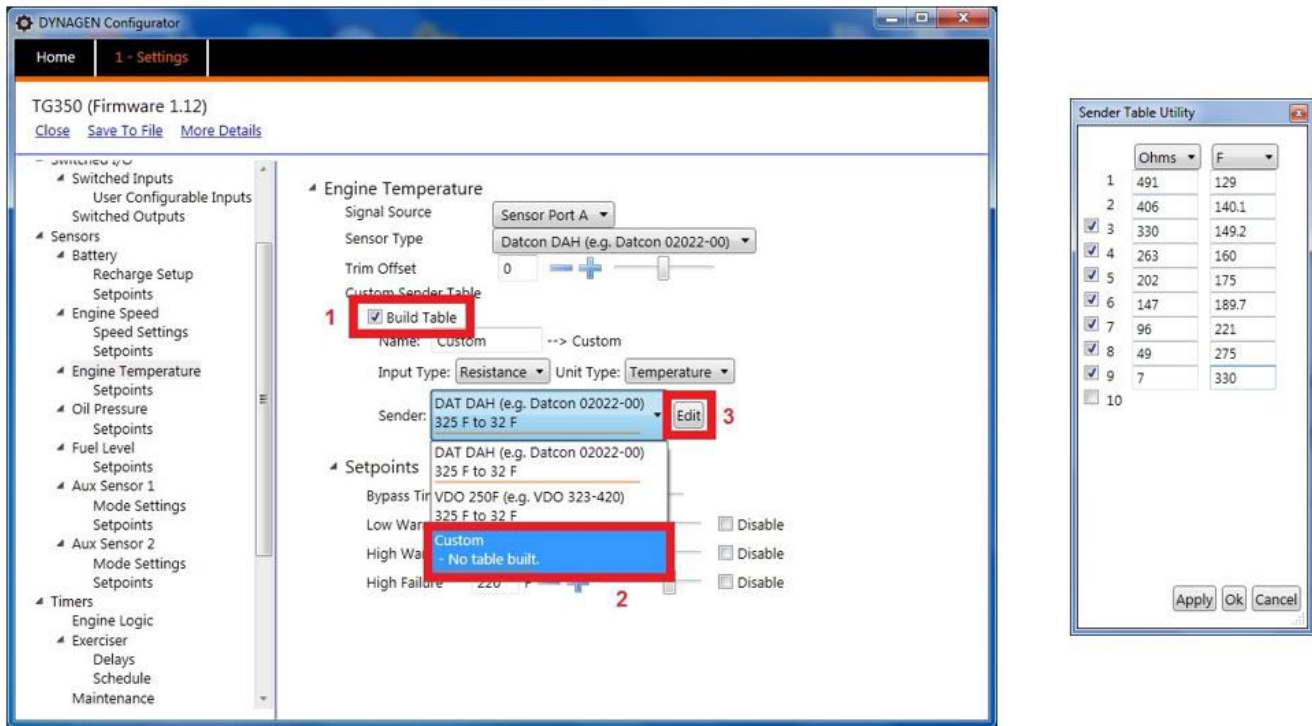 DYNAGEN Configurator
Home 1 - Settings
TG350 (Firmware 1.12)
Close Save To File More Details
Switched I/O
Switched Inputs
User Configurable Inputs
Switched Outputs
Sensors
Battery
Recharge Setup
Setpoints
Engine Speed
Speed Settings
Setpoints
Engine Temperature
Setpoints
Oil Pressure
Setpoints
Fuel Level
Setpoints
Aux Sensor 1
Mode Settings
Setpoints
Aux Sensor 2
Mode Settings
Setpoints
Timers
Engine Logic
Exerciser
Delays
Schedule
Maintenance
Engine Temperature
Signal Source Sensor Port A
Sensor Type Datcon DAH (e.g. Datcon 02022-00)
Trim Offset 0
Custom Sender Table
1 Build Table
Name: Custom --> Custom
Input Type: Resistance Unit Type: Temperature
Sender: DAT DAH (e.g. Datcon 02022-00)
325 F to 32 F
Edit 3
DAT DAH (e.g. Datcon 02022-00)
325 F to 32 F
VDO 250F (e.g. VDO 323-420)
325 F to 32 F
Custom
- No table built.
Setpoints
Bypass Tir
Low War Disable
High Wa Disable
High Failure 220 F Disable
2
Sender Table Utility
Ohms F
1 491 129
2 406 140.1
3 330 149.2
4 263 160
5 202 175
6 147 189.7
7 96 221
8 49 275
9 7 330
10
Apply Ok Cancel